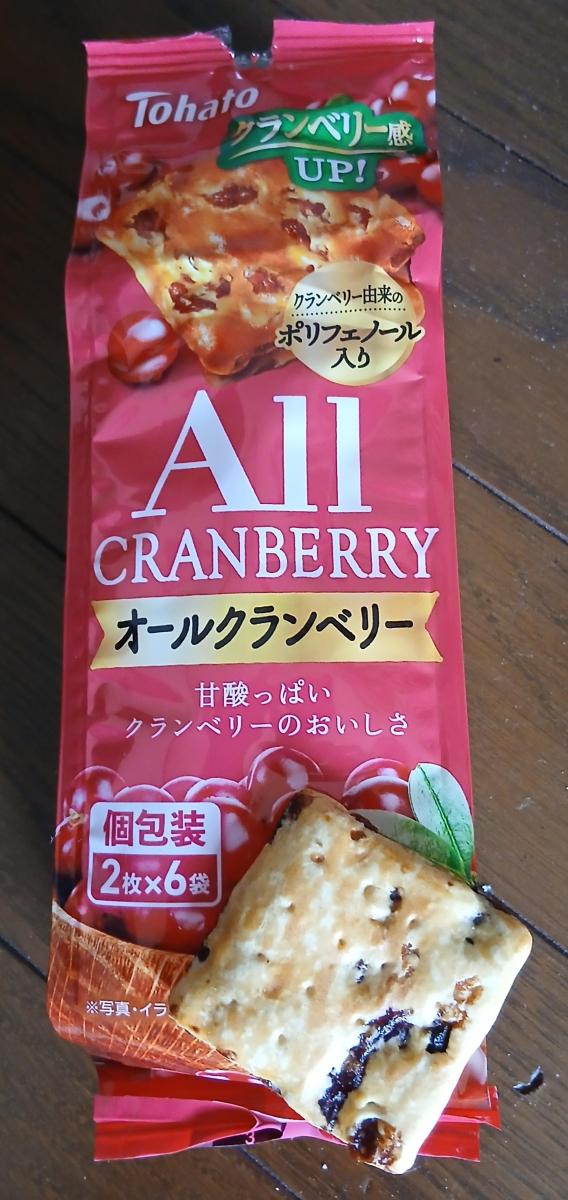 Tohato
クランベリー感
UP!
クランベリー由来の
ポリフェノール
入り
All
CRANBERRY
オールクランベリー
甘酸っぱい
クランベリーのおいしさ
個包装
2枚×6袋
※写真・イラ
3